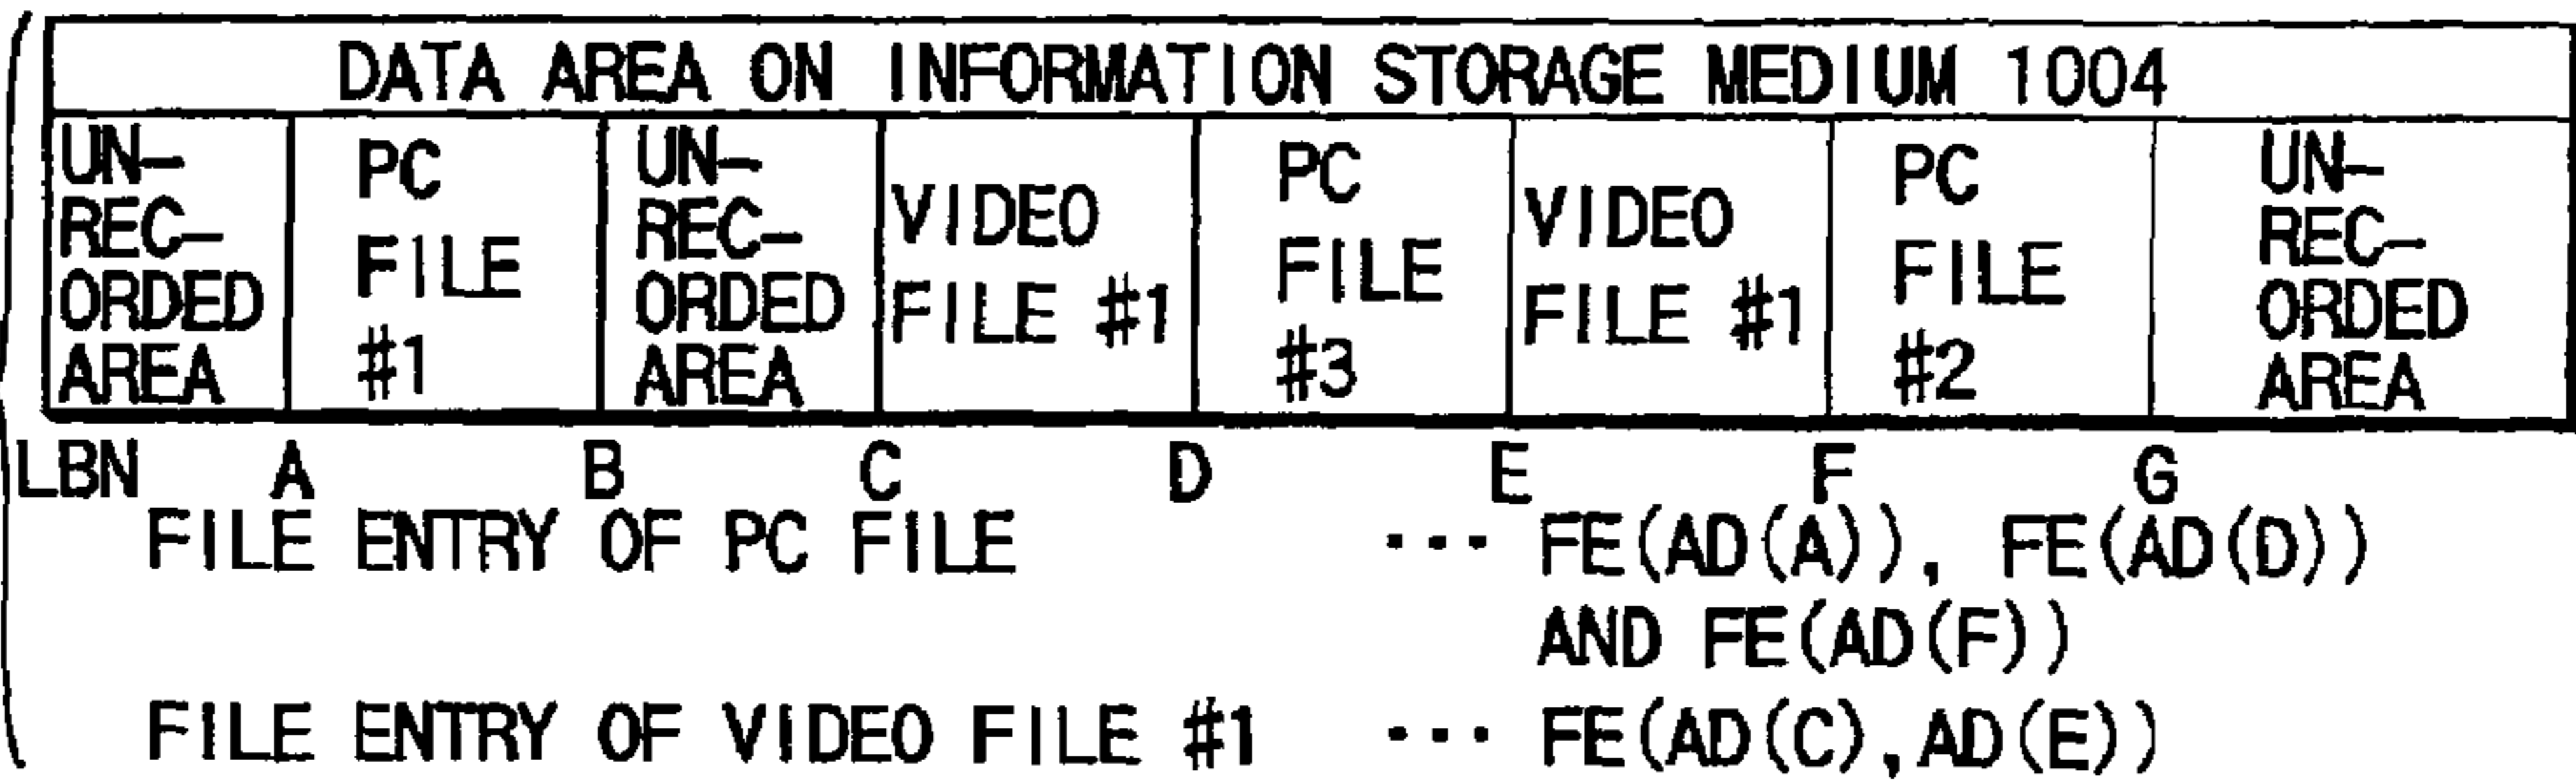 DATA AREA ON INFORMATION STORAGE MEDIUM 1004
UN-
REC-
ORDED
AREA
PC
FILE
#1
UN-
REC-
ORDED
AREA
VIDEO
FILE #1
PC
FILE
#3
VIDEO
FILE #1
PC
FILE
#2
UN-
REC-
ORDED
AREA
LBN A B C D E F G
FILE ENTRY OF PC FILE ··· FE(AD(A)), FE(AD(D))
AND FE(AD(F))
FILE ENTRY OF VIDEO FILE #1 ··· FE(AD(C),AD(E))